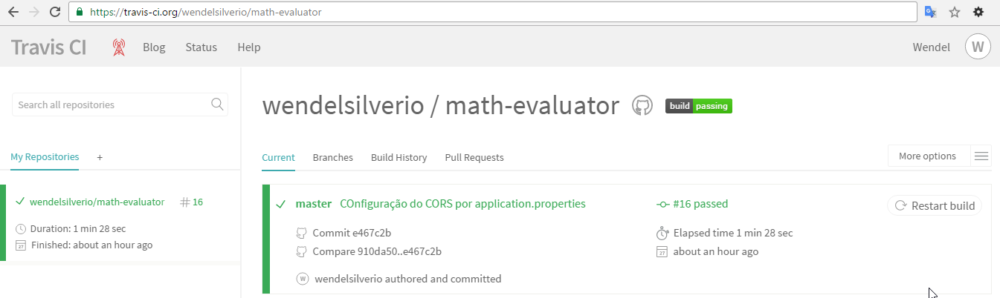 https://travis-ci.org/wendelsilverio/math-evaluator
Travis CI Blog Status Help Wendel W
Search all repositories
wendelsilverio / math-evaluator build passing
My Repositories +
Current Branches Build History Pull Requests More options
wendelsilverio/math-evaluator # 16
Duration: 1 min 28 sec
27 Finished: about an hour ago
master COnfiguração do CORS por application.properties #16 passed Restart build
Commit e467c2b Elapsed time 1 min 28 sec
Compare 910da50..e467c2b 27 about an hour ago
W wendelsilverio authored and committed